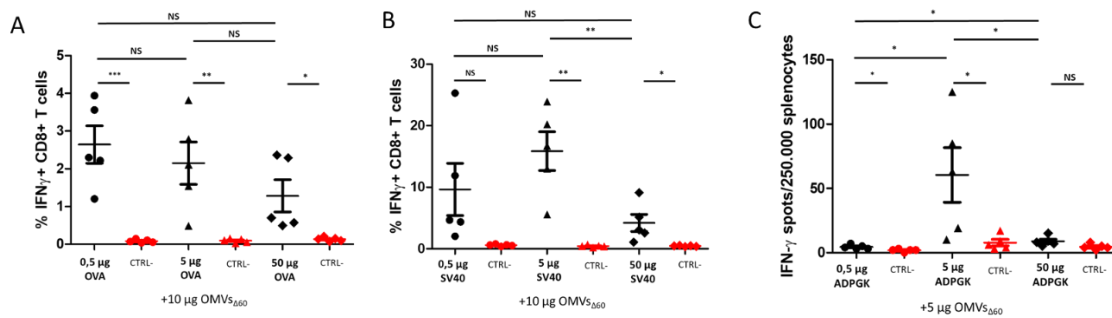 A
NS
NS
NS
***
**
*
% IFNγ+ CD8+ T cells
5
4
3
2
1
0
0,5 µg
OVA
CTRL-
5 µg
OVA
CTRL-
50 µg
OVA
CTRL-
+10 µg OMVsΔ60
B
NS
**
NS
NS
**
*
% IFNγ+ CD8+ T cells
30
20
10
0
0,5 µg
SV40
CTRL-
5 µg
SV40
CTRL-
50 µg
SV40
CTRL-
+10 µg OMVsΔ60
C
*
*
*
*
*
NS
IFN-γ spots/250.000 splenocytes
150
100
50
0
0,5 µg
ADPGK
CTRL-
5 µg
ADPGK
CTRL-
50 µg
ADPGK
CTRL-
+5 µg OMVsΔ60